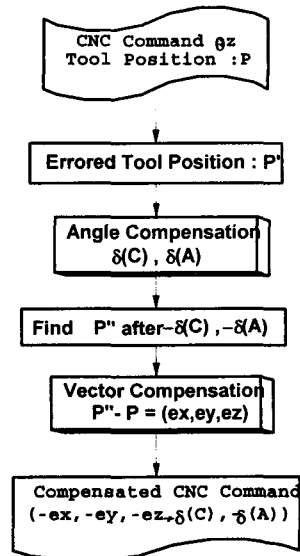 CNC Command θz
Tool Position :P
Errored Tool Position : P'
Angle Compensation
δ(C) , δ(A)
Find P" after-δ(C) , -δ(A)
Vector Compensation
P"- P = (ex,ey,ez)
Compensated CNC Command
(-ex, -ey, -ez,-δ(C), -δ(A))